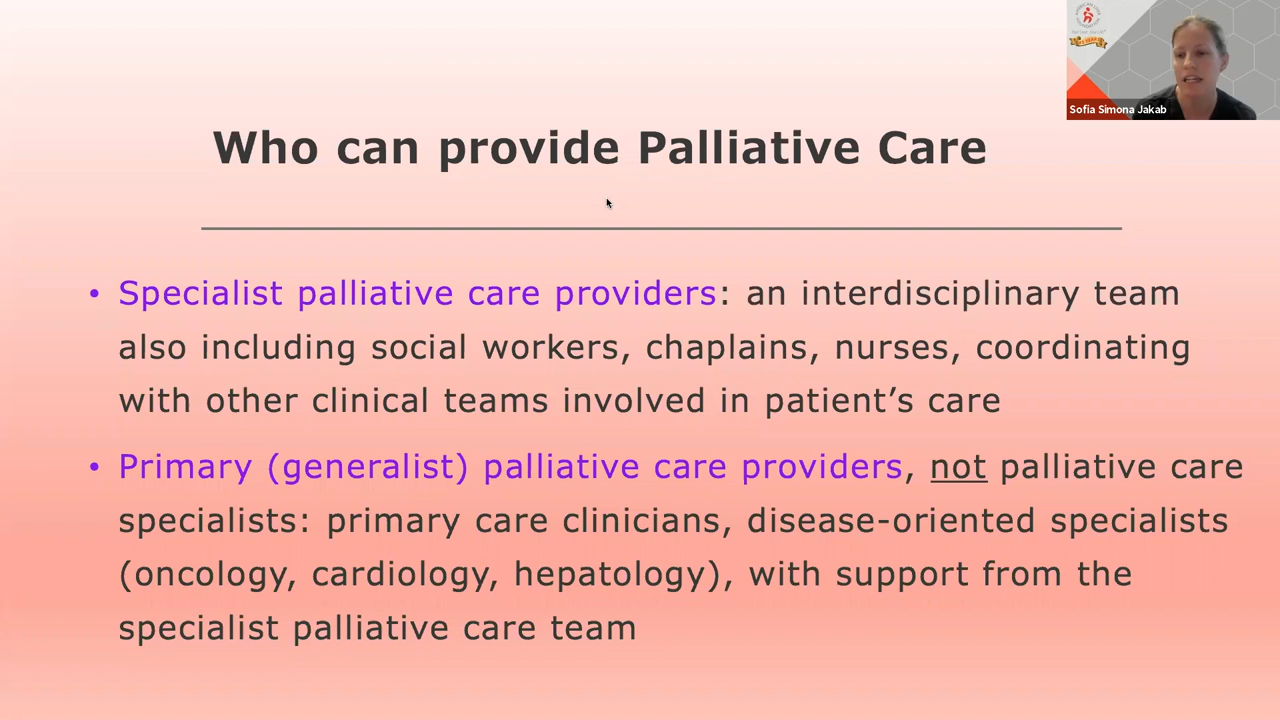 Sofia Simona Jakab
Who can provide Palliative Care
• Specialist palliative care providers: an interdisciplinary team
also including social workers, chaplains, nurses, coordinating
with other clinical teams involved in patient’s care
• Primary (generalist) palliative care providers, not palliative care
specialists: primary care clinicians, disease-oriented specialists
(oncology, cardiology, hepatology), with support from the
specialist palliative care team